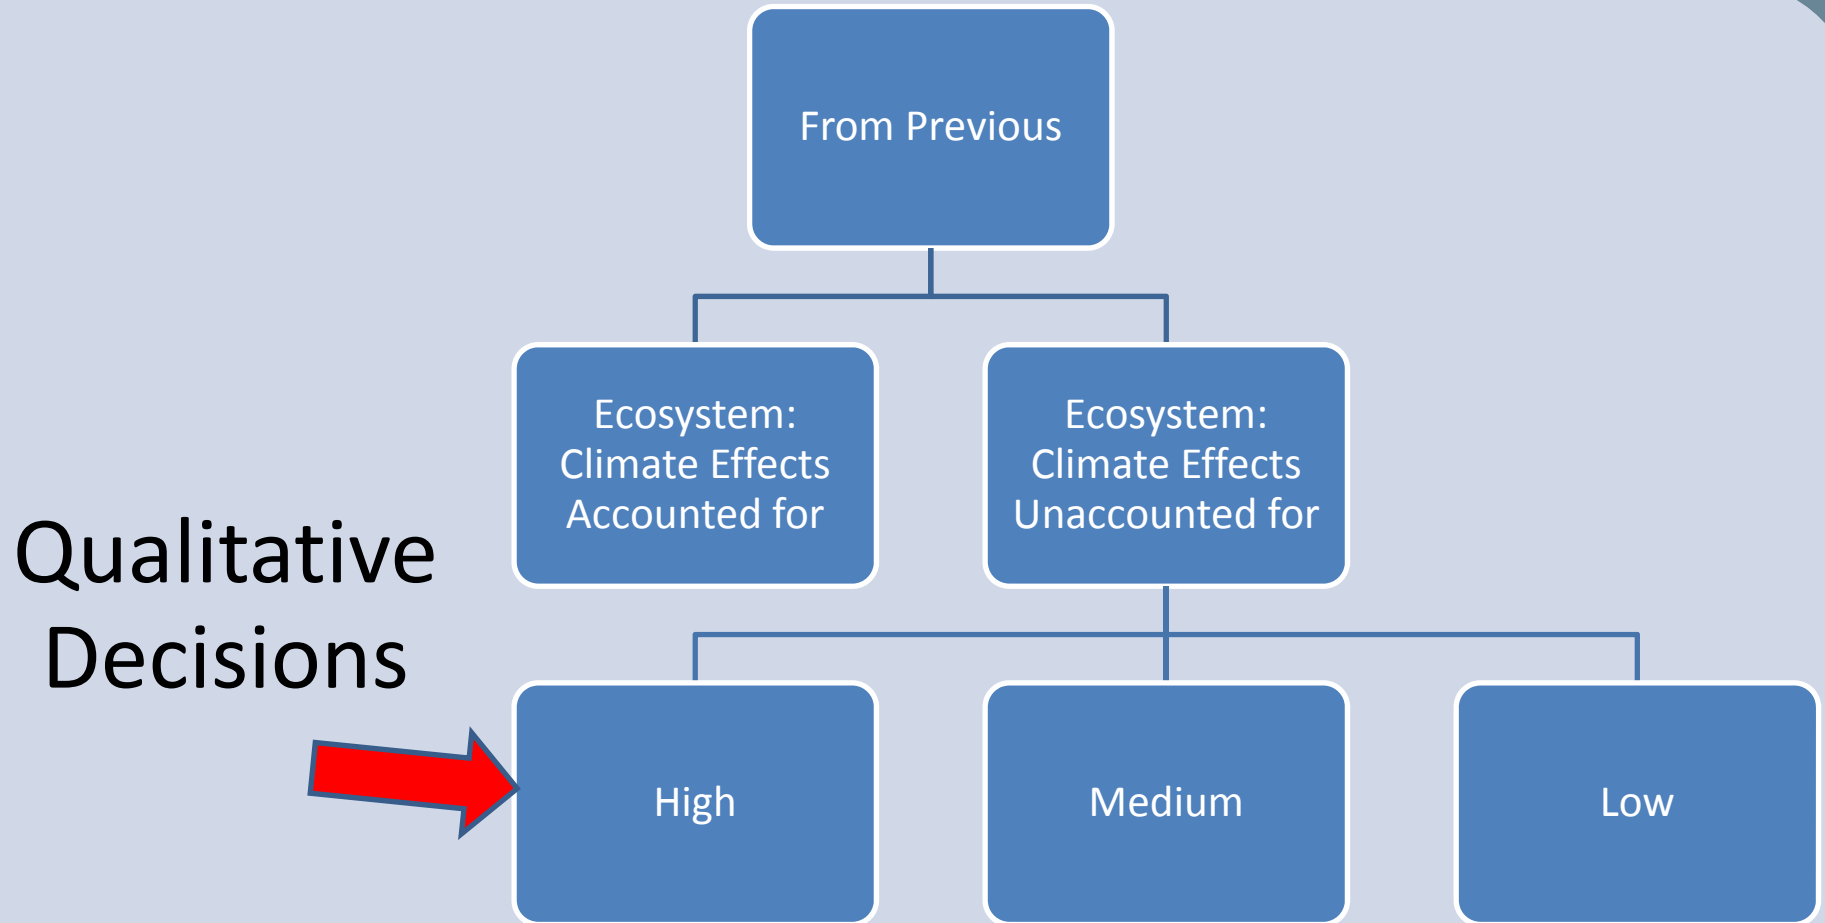 From Previous
Ecosystem:
Climate Effects
Accounted for
Ecosystem:
Climate Effects
Unaccounted for
Qualitative
Decisions
High
Medium
Low